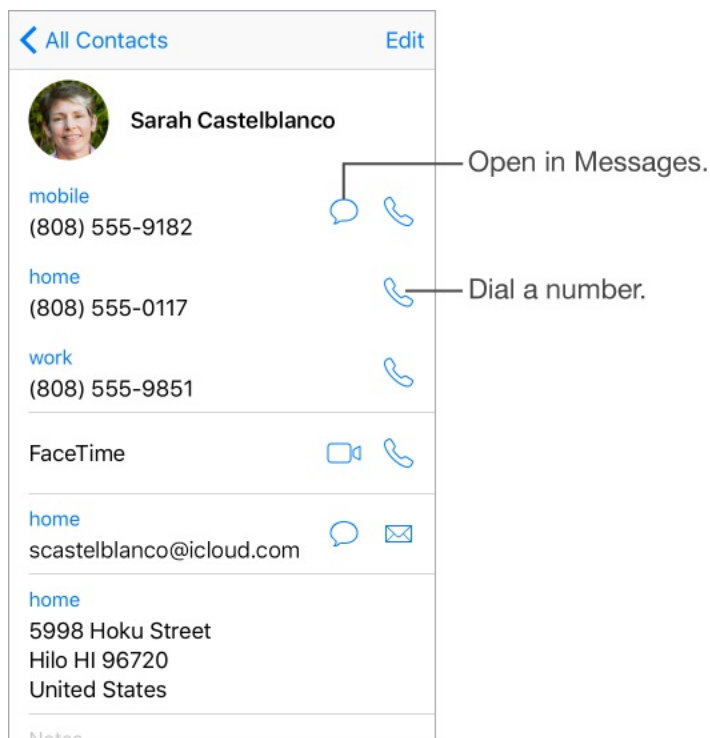 All Contacts
Edit
Sarah Castelblanco
Open in Messages.
mobile
(808) 555-9182
home
(808) 555-0117
Dial a number.
work
(808) 555-9851
FaceTime
home
scastelblanco@icloud.com
home
5998 Hoku Street
Hilo HI 96720
United States
Notes